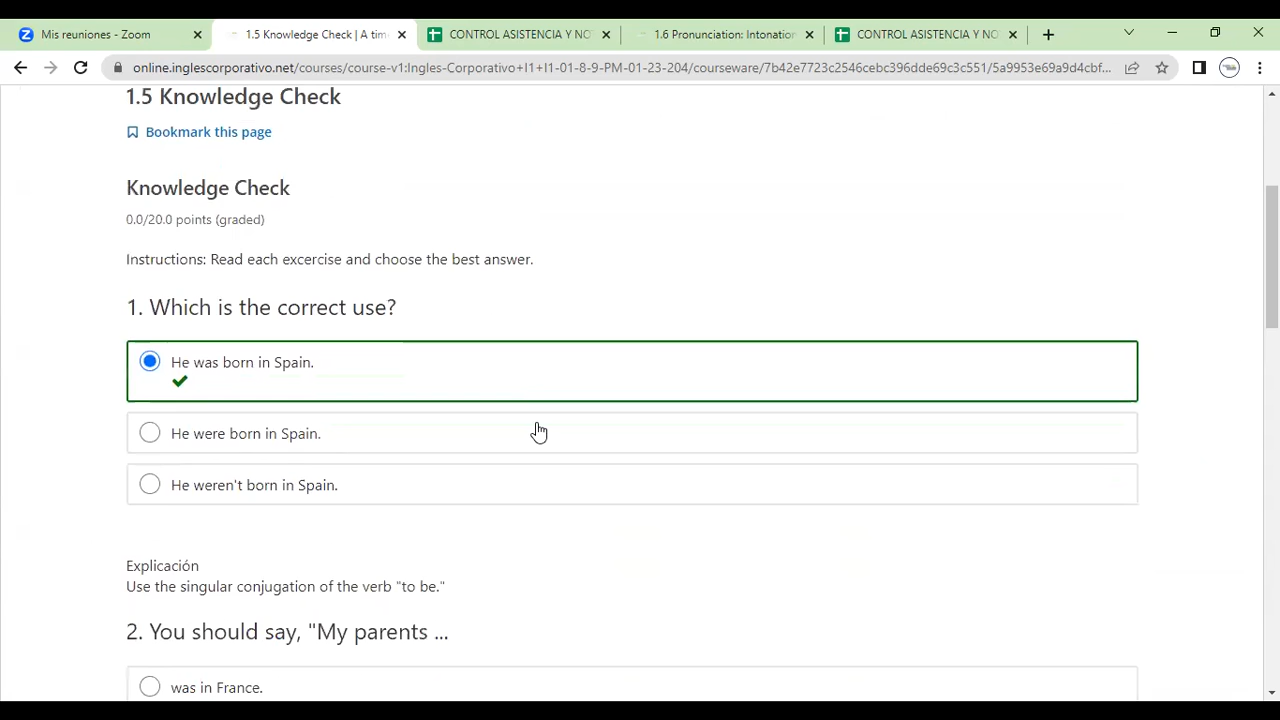 Mis reuniones - Zoom
1.5 Knowledge Check | A tim
CONTROL ASISTENCIA Y NO
1.6 Pronunciation: Intonation
CONTROL ASISTENCIA Y NO
online.inglescorporativo.net/courses/course-v1:Ingles-Corporativo+I1+I1-01-8-9-PM-01-23-204/courseware/7b42e7723c2546cebc396dde69c3c551/5a9953e69a9d4cbf...
1.5 Knowledge Check
Bookmark this page
Knowledge Check
0.0/20.0 points (graded)
Instructions: Read each excercise and choose the best answer.
1. Which is the correct use?
He was born in Spain.
He were born in Spain.
He weren't born in Spain.
Explicación
Use the singular conjugation of the verb "to be."
2. You should say, "My parents ...
was in France.